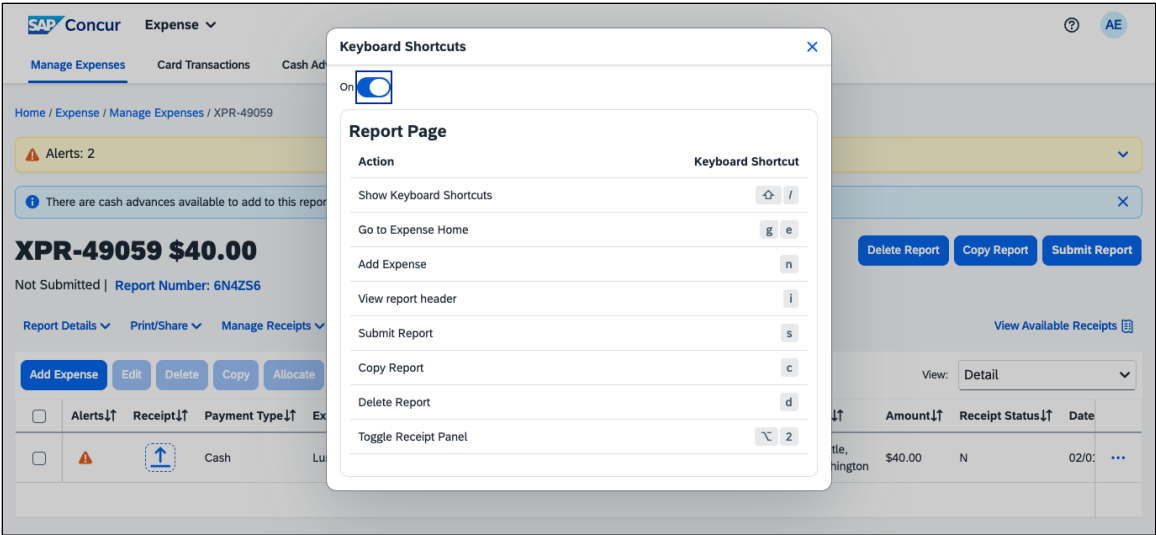 SAP Concur Expense AE
Manage Expenses Card Transactions Cash Ad
Home / Expense / Manage Expenses / XPR-49059
Alerts: 2
There are cash advances available to add to this repor
XPR-49059 $40.00
Delete Report Copy Report Submit Report
Not Submitted | Report Number: 6N4ZS6
Report Details Print/Share Manage Receipts View Available Receipts
Add Expense Edit Delete Copy Allocate View: Detail
Alerts Receipt Payment Type Ex Amount Receipt Status Date
Cash Lu tle, hington $40.00 N 02/0
Keyboard Shortcuts
On
Report Page
Action Keyboard Shortcut
Show Keyboard Shortcuts ⇧ /
Go to Expense Home g e
Add Expense n
View report header i
Submit Report s
Copy Report c
Delete Report d
Toggle Receipt Panel ⌥ 2